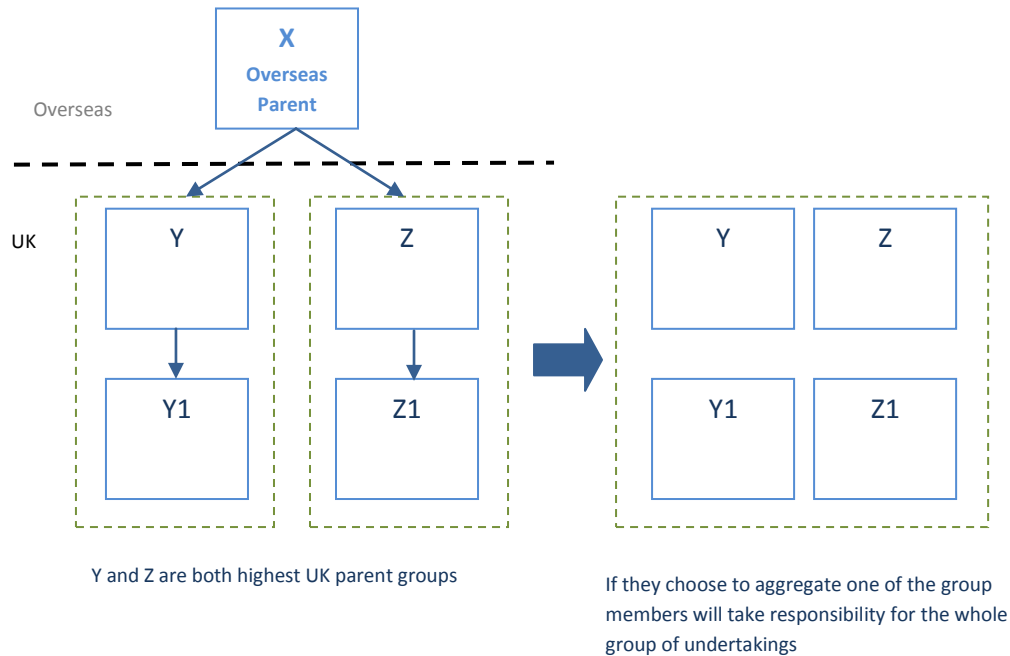 X
Overseas
Parent
Overseas
UK
Y
Z
Y
Z
Y1
Z1
Y1
Z1
Y and Z are both highest UK parent groups
If they choose to aggregate one of the group
members will take responsibility for the whole
group of undertakings